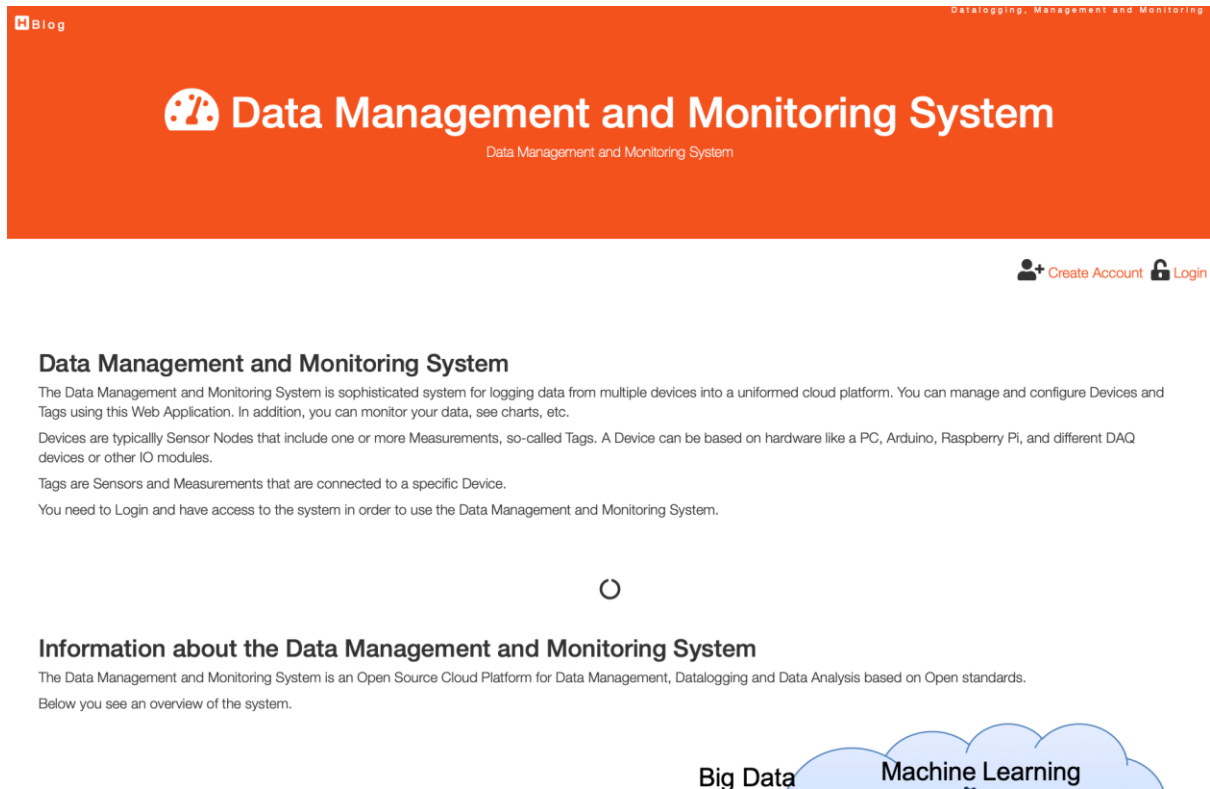 H Blog
Datalogging, Management and Monitoring
Data Management and Monitoring System
Data Management and Monitoring System
Create Account Login
Data Management and Monitoring System
The Data Management and Monitoring System is sophisticated system for logging data from multiple devices into a uniformed cloud platform. You can manage and configure Devices and
Tags using this Web Application. In addition, you can monitor your data, see charts, etc.
Devices are typicallly Sensor Nodes that include one or more Measurements, so-called Tags. A Device can be based on hardware like a PC, Arduino, Raspberry Pi, and different DAQ
devices or other IO modules.
Tags are Sensors and Measurements that are connected to a specific Device.
You need to Login and have access to the system in order to use the Data Management and Monitoring System.
Information about the Data Management and Monitoring System
The Data Management and Monitoring System is an Open Source Cloud Platform for Data Management, Datalogging and Data Analysis based on Open standards.
Below you see an overview of the system.
Machine Learning
Big Data